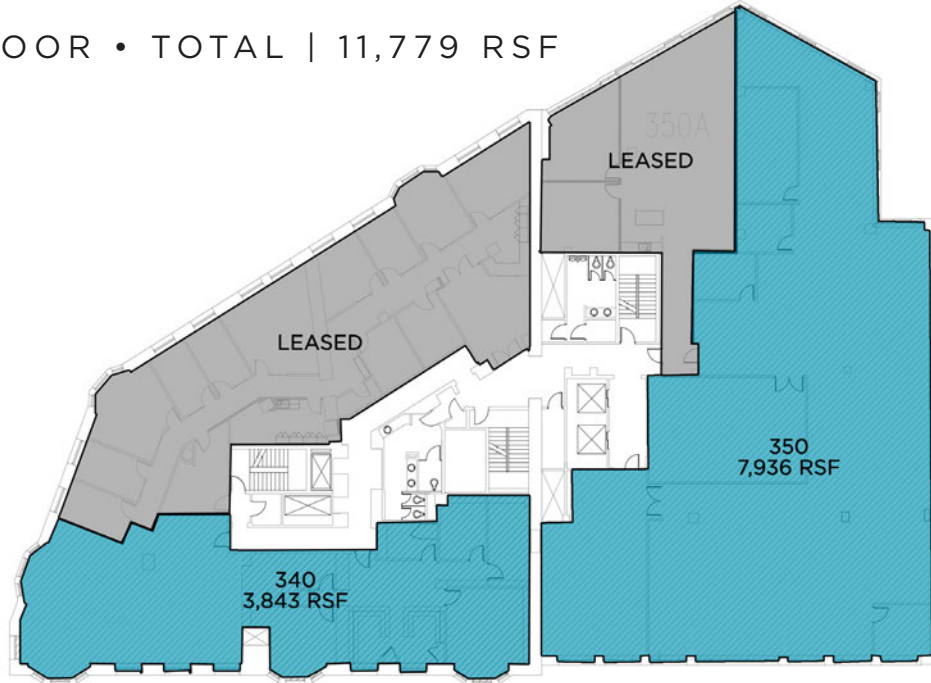 OOR • TOTAL | 11,779 RSF
350A
LEASED
LEASED
350
7,936 RSF
340
3,843 RSF